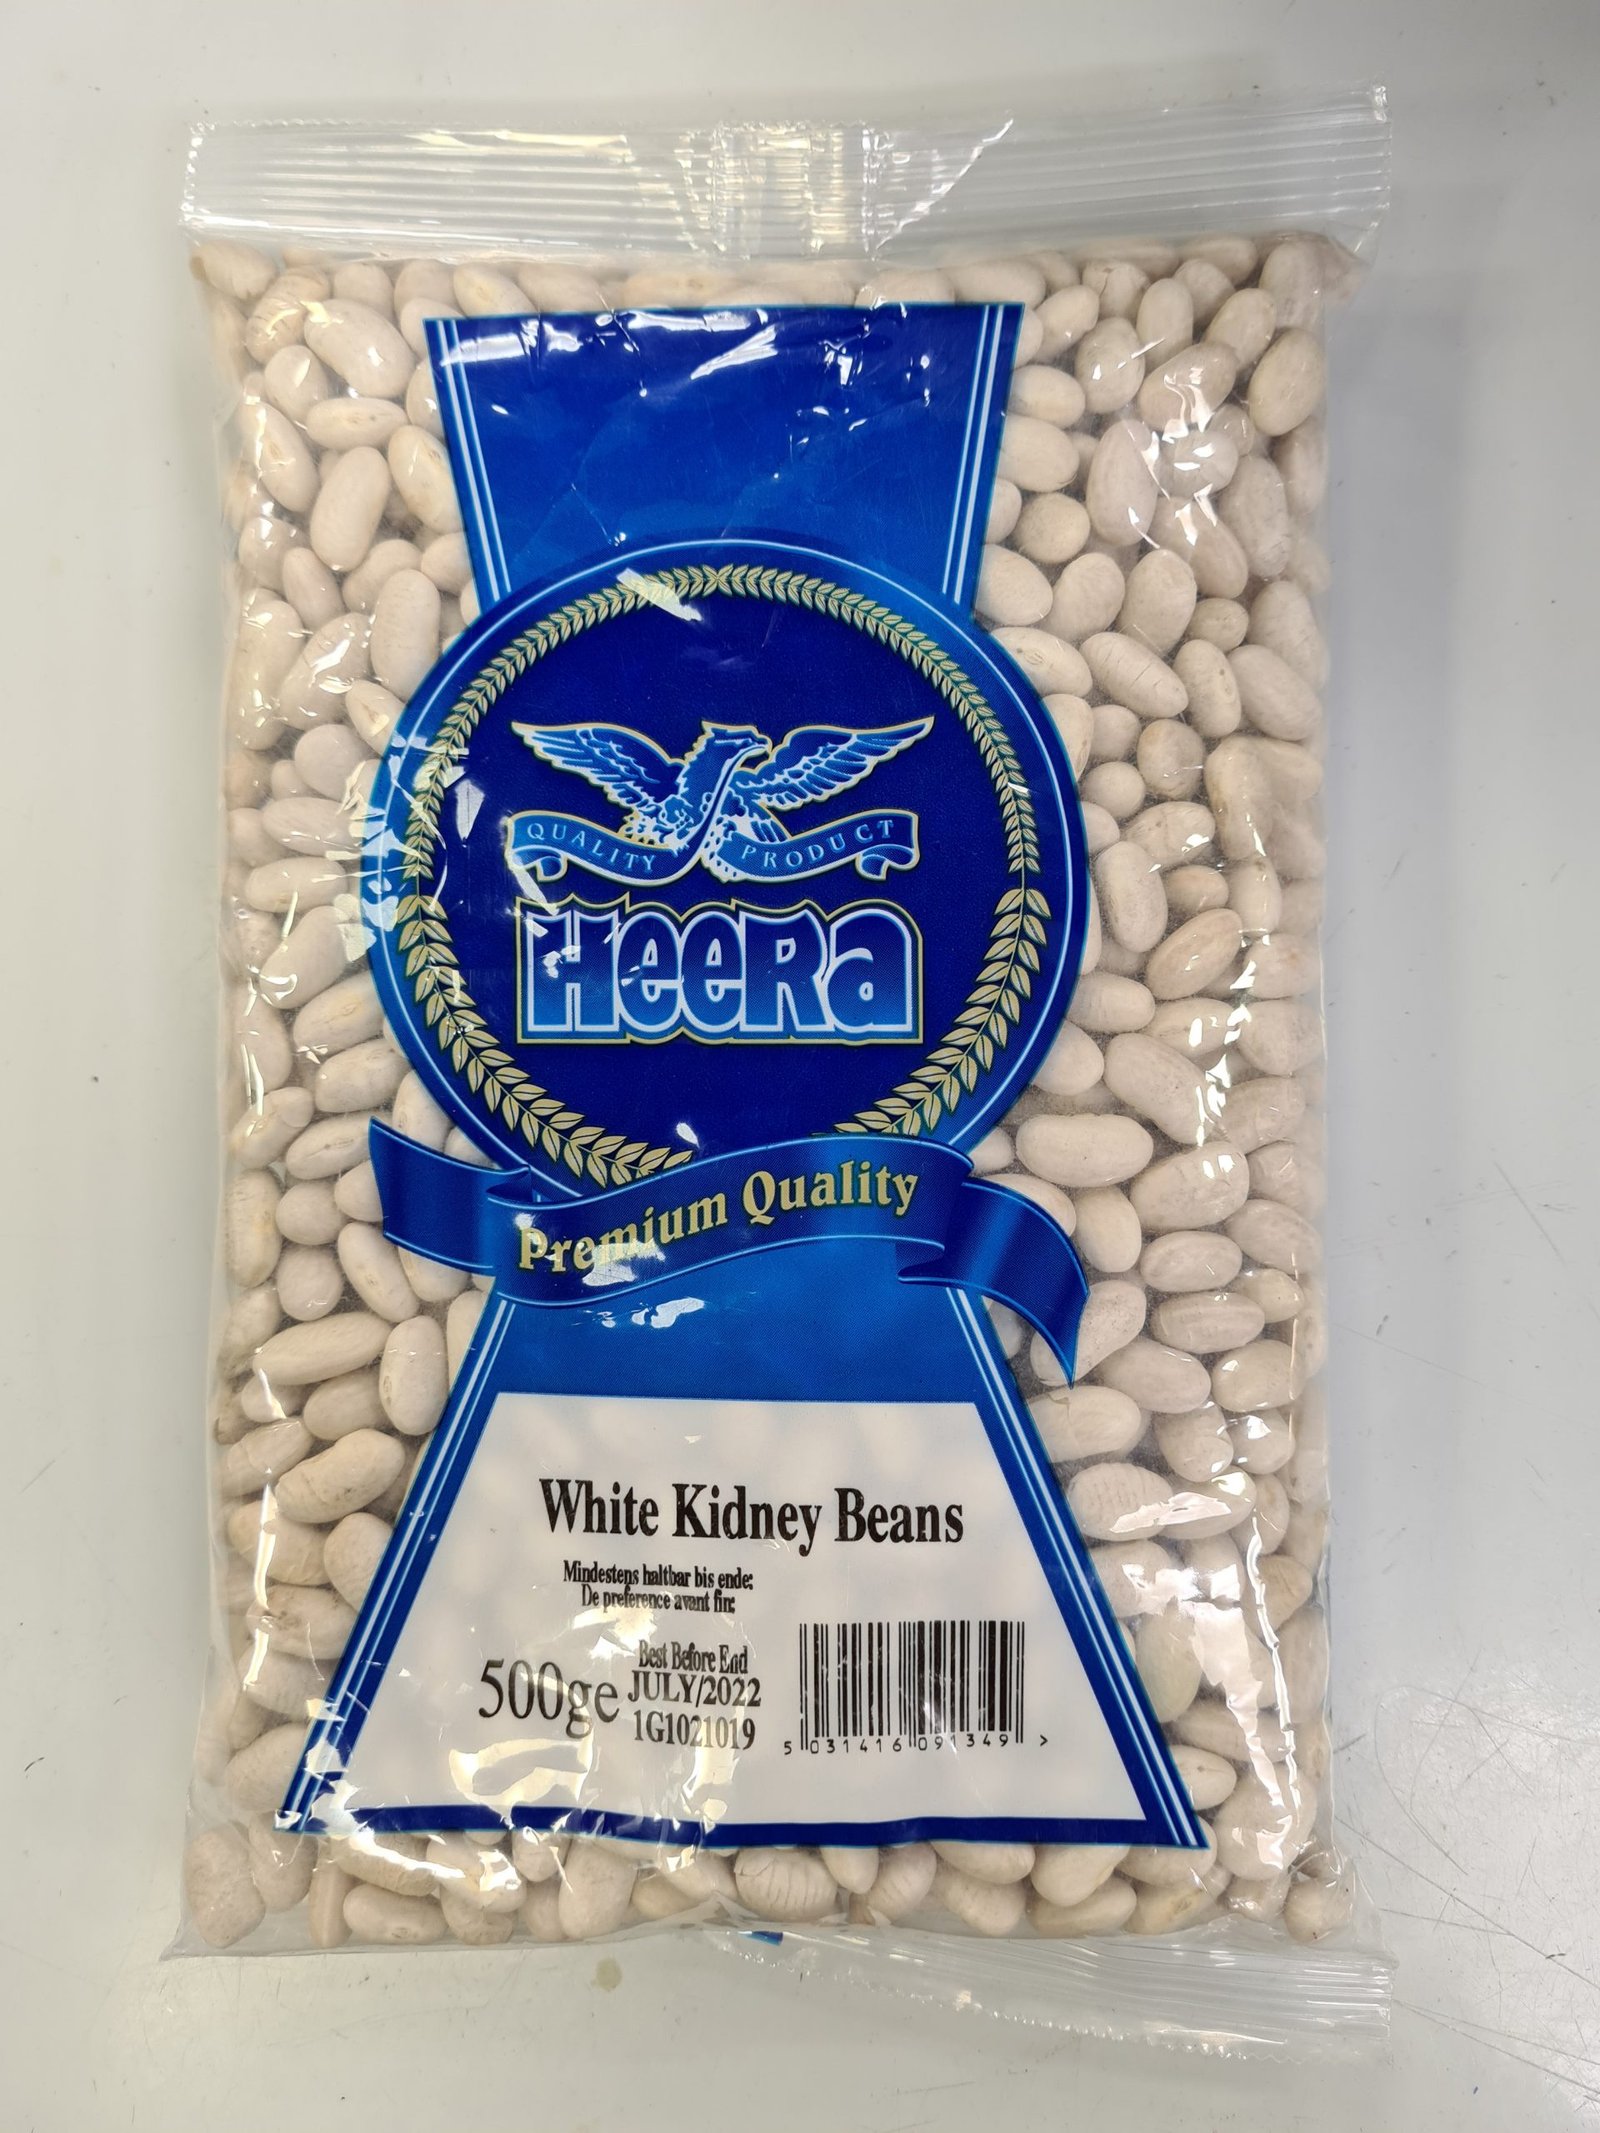 QUALITY PRODUCT
HEERA
Premium Quality
White Kidney Beans
Mindestens haltbar bis ende:
De preference avant fin:
Best Before End
500ge JULY/2022
1G1021019
5 031416 091349 >